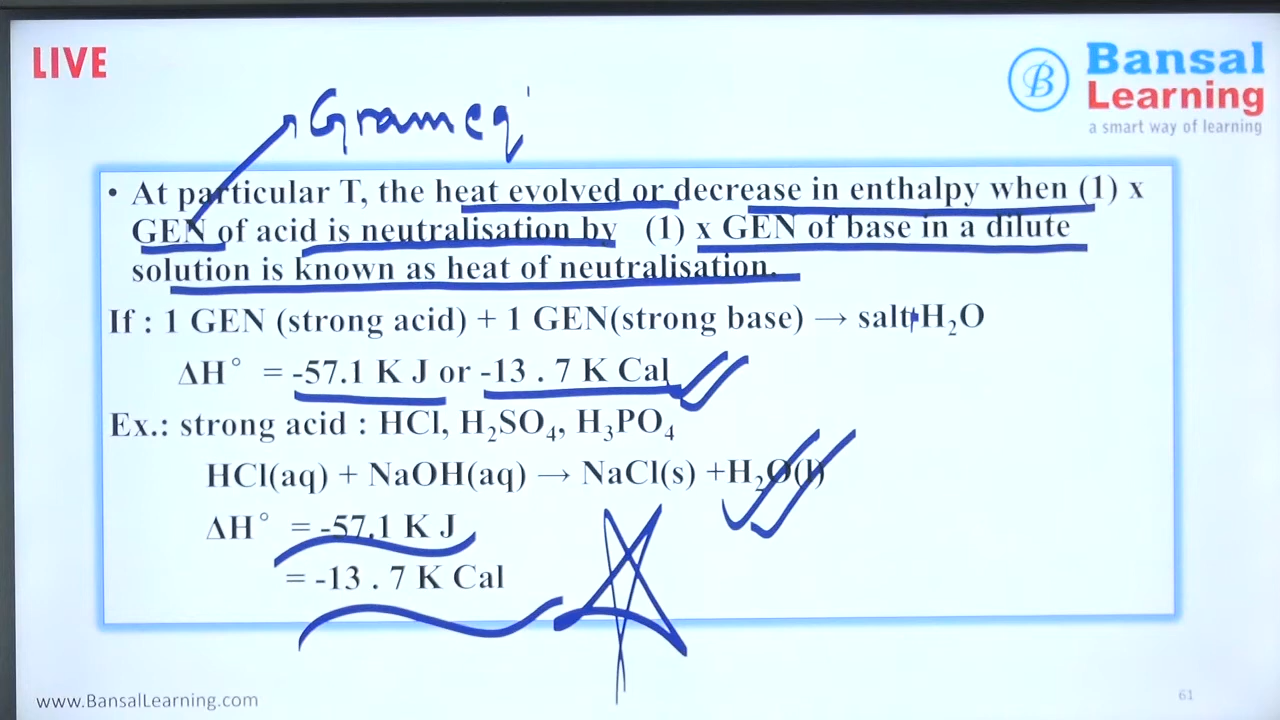 LIVE
Bansal
Learning
a smart way of learning
Gram eq'
• At particular T, the heat evolved or decrease in enthalpy when (1) x
GEN of acid is neutralisation by (1) x GEN of base in a dilute
solution is known as heat of neutralisation.
If : 1 GEN (strong acid) + 1 GEN(strong base) → salt+H₂O
ΔH° = -57.1 K J or -13 . 7 K Cal
Ex.: strong acid : HCl, H₂SO₄, H₃PO₄
HCl(aq) + NaOH(aq) → NaCl(s) +H₂O(l)
ΔH° = -57.1 K J
= -13 . 7 K Cal
www.BansalLearning.com
61